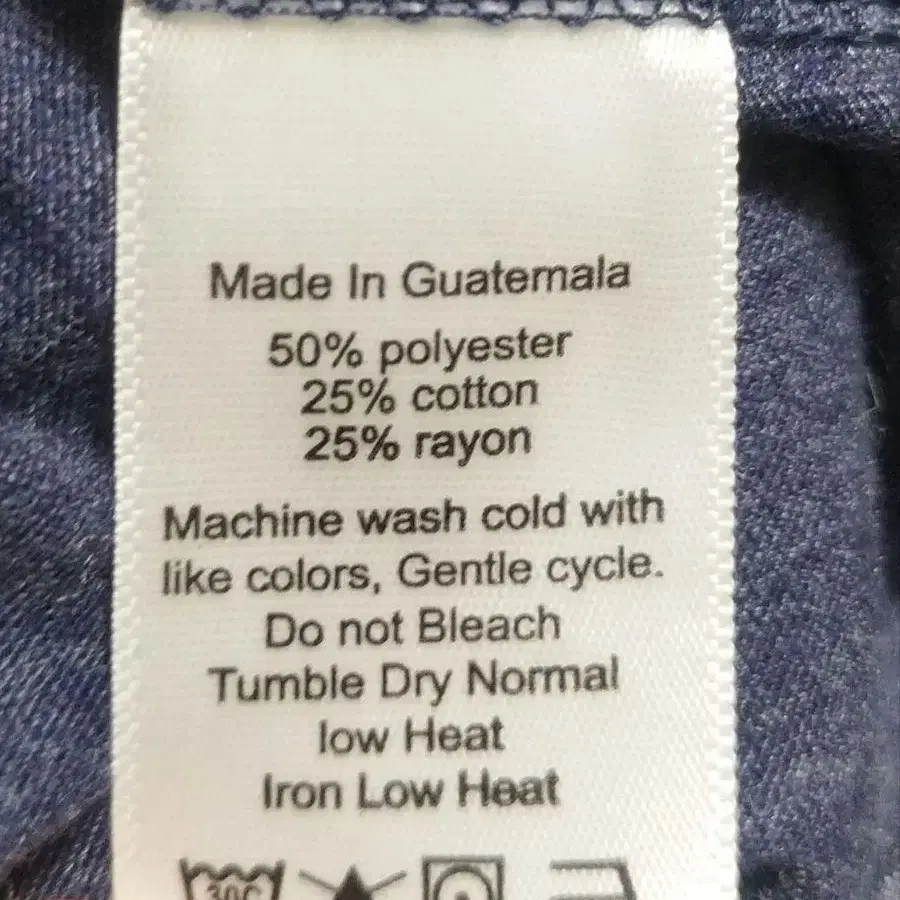 Made In Guatemala
50% polyester
25% cotton
25% rayon
Machine wash cold with
like colors, Gentle cycle.
Do not Bleach
Tumble Dry Normal
low Heat
Iron Low Heat
30C